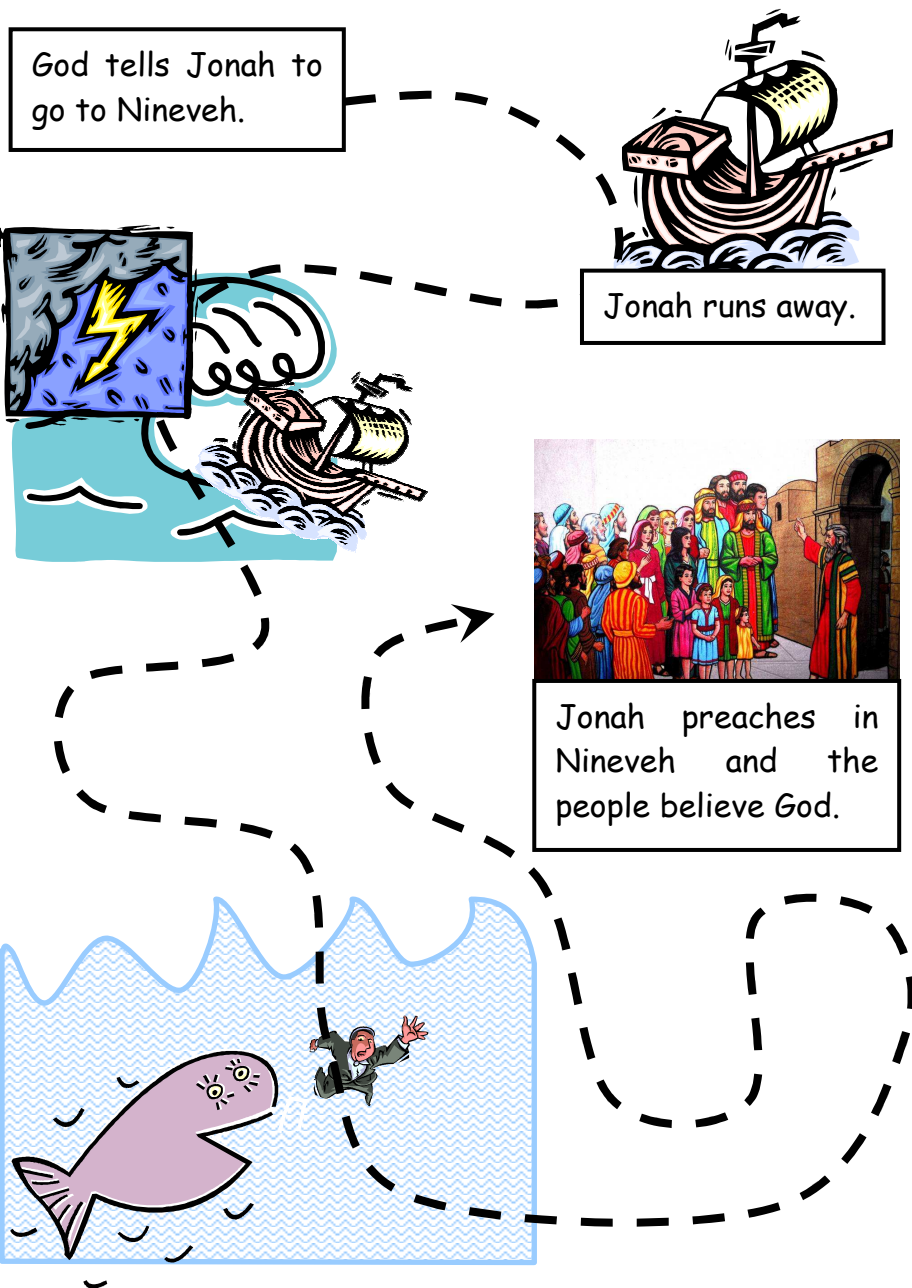 God tells Jonah to
go to Nineveh.
Jonah runs away.
Jonah preaches in
Nineveh and the
people believe God.